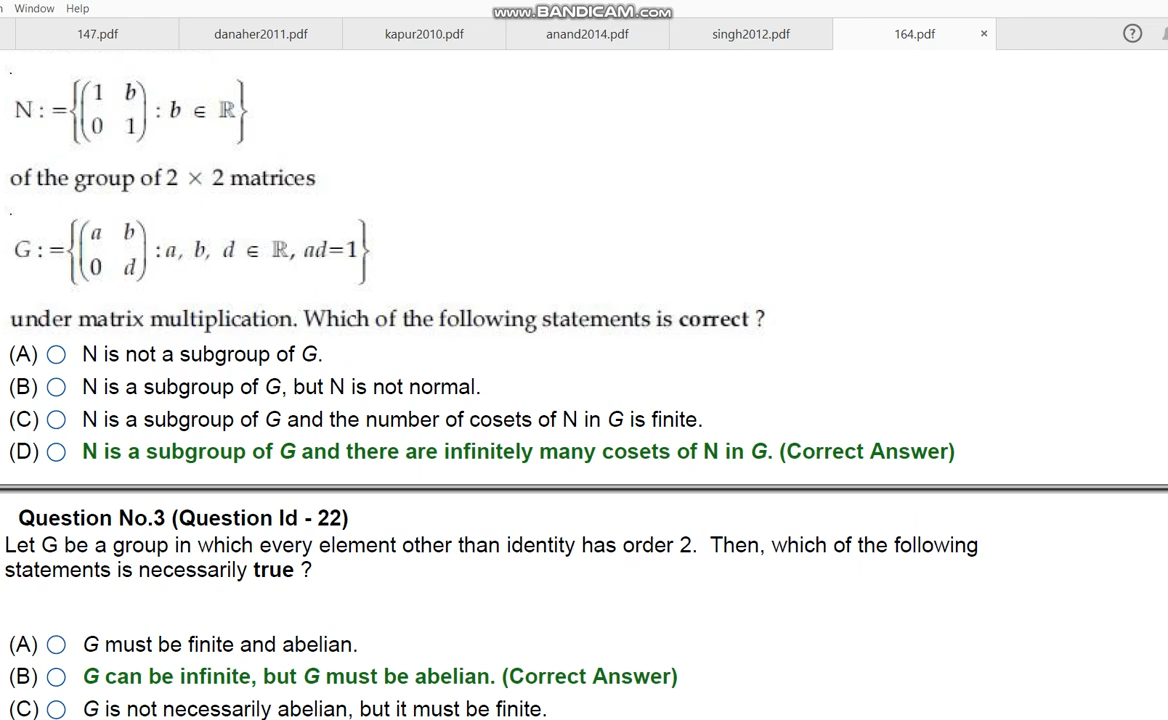 Window Help
www.BANDICAM.com
147.pdf danaher2011.pdf kapur2010.pdf anand2014.pdf singh2012.pdf 164.pdf × ?
N : = {( 1 b
0 1 ) : b ∈ ℝ}
of the group of 2 × 2 matrices
G : = {( a b
0 d ) : a, b, d ∈ ℝ, ad=1}
under matrix multiplication. Which of the following statements is correct ?
(A) N is not a subgroup of G.
(B) N is a subgroup of G, but N is not normal.
(C) N is a subgroup of G and the number of cosets of N in G is finite.
(D) N is a subgroup of G and there are infinitely many cosets of N in G. (Correct Answer)
Question No.3 (Question Id - 22)
Let G be a group in which every element other than identity has order 2. Then, which of the following
statements is necessarily true ?
(A) G must be finite and abelian.
(B) G can be infinite, but G must be abelian. (Correct Answer)
(C) G is not necessarily abelian, but it must be finite.